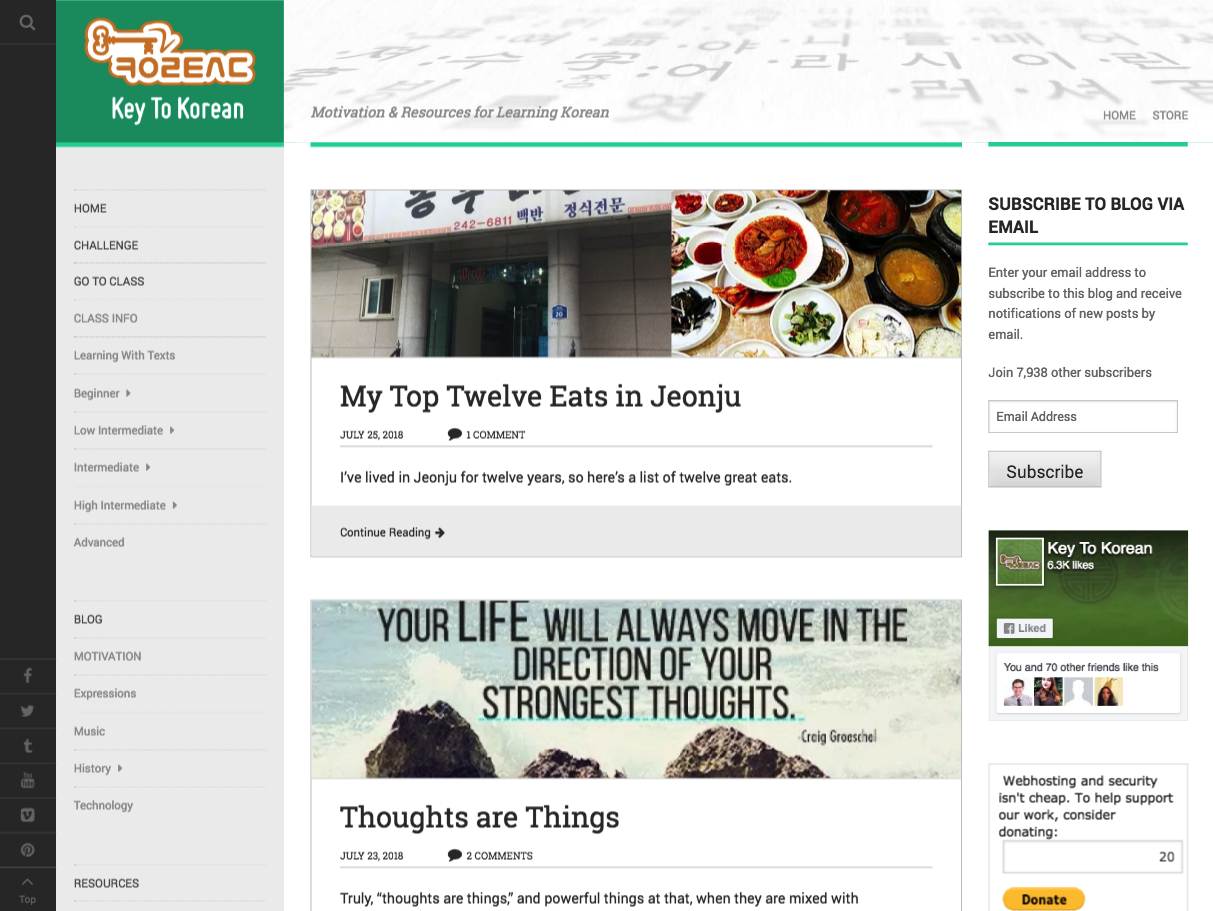 Key To Korean
Motivation & Resources for Learning Korean
HOME
STORE
HOME
CHALLENGE
GO TO CLASS
CLASS INFO
Learning With Texts
Beginner
Low Intermediate
Intermediate
High Intermediate
Advanced
BLOG
MOTIVATION
Expressions
Music
History
Technology
RESOURCES
Top
242-6811 백반 정식전문
20
My Top Twelve Eats in Jeonju
JULY 25, 2018
1 COMMENT
I've lived in Jeonju for twelve years, so here's a list of twelve great eats.
Continue Reading
YOUR LIFE WILL ALWAYS MOVE IN THE
DIRECTION OF YOUR
STRONGEST THOUGHTS.
-Craig Groeschel
Thoughts are Things
JULY 23, 2018
2 COMMENTS
Truly, “thoughts are things,” and powerful things at that, when they are mixed with
SUBSCRIBE TO BLOG VIA
EMAIL
Enter your email address to
subscribe to this blog and receive
notifications of new posts by
email.
Join 7,938 other subscribers
Email Address
Subscribe
Key To Korean
6.3K likes
Liked
You and 70 other friends like this
Webhosting and security
isn't cheap. To help support
our work, consider
donating:
20
Donate